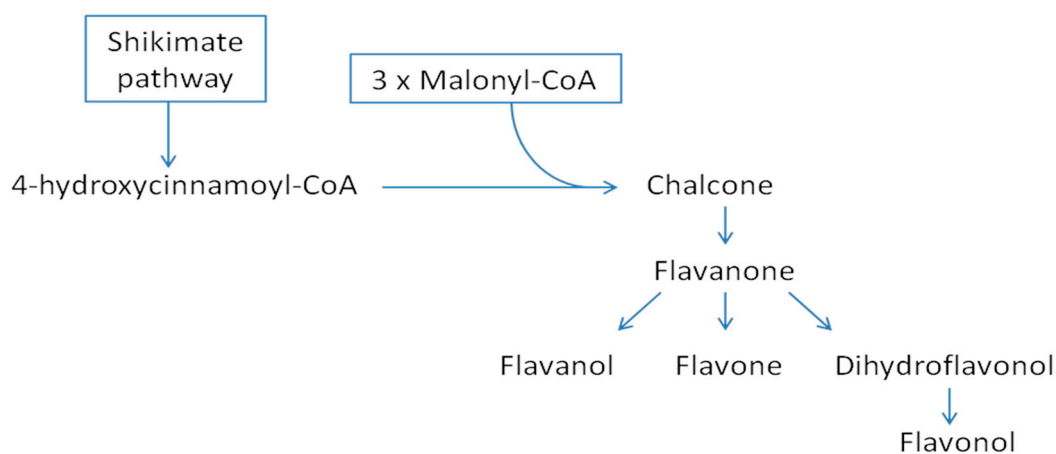 Shikimate
pathway
3 x Malonyl-CoA
4-hydroxycinnamoyl-CoA
Chalcone
Flavanone
Flavanol
Flavone
Dihydroflavonol
Flavonol